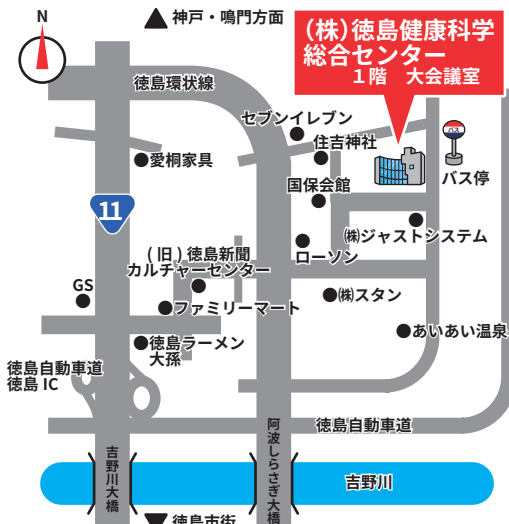 N
▲神戸・鳴門方面
(株)徳島健康科学
総合センター
1階 大会議室
徳島環状線
セブンイレブン
住吉神社
バス
バス停
愛桐家具
国保会館
11
㈱ジャストシステム
ローソン
(旧)徳島新聞
カルチャーセンター
GS
ファミリーマート
㈱スタン
あいあい温泉
徳島ラーメン
大孫
徳島自動車道
徳島 IC
徳島自動車道
吉野川大橋
阿波しらさぎ大橋
吉野川
▼徳島市街